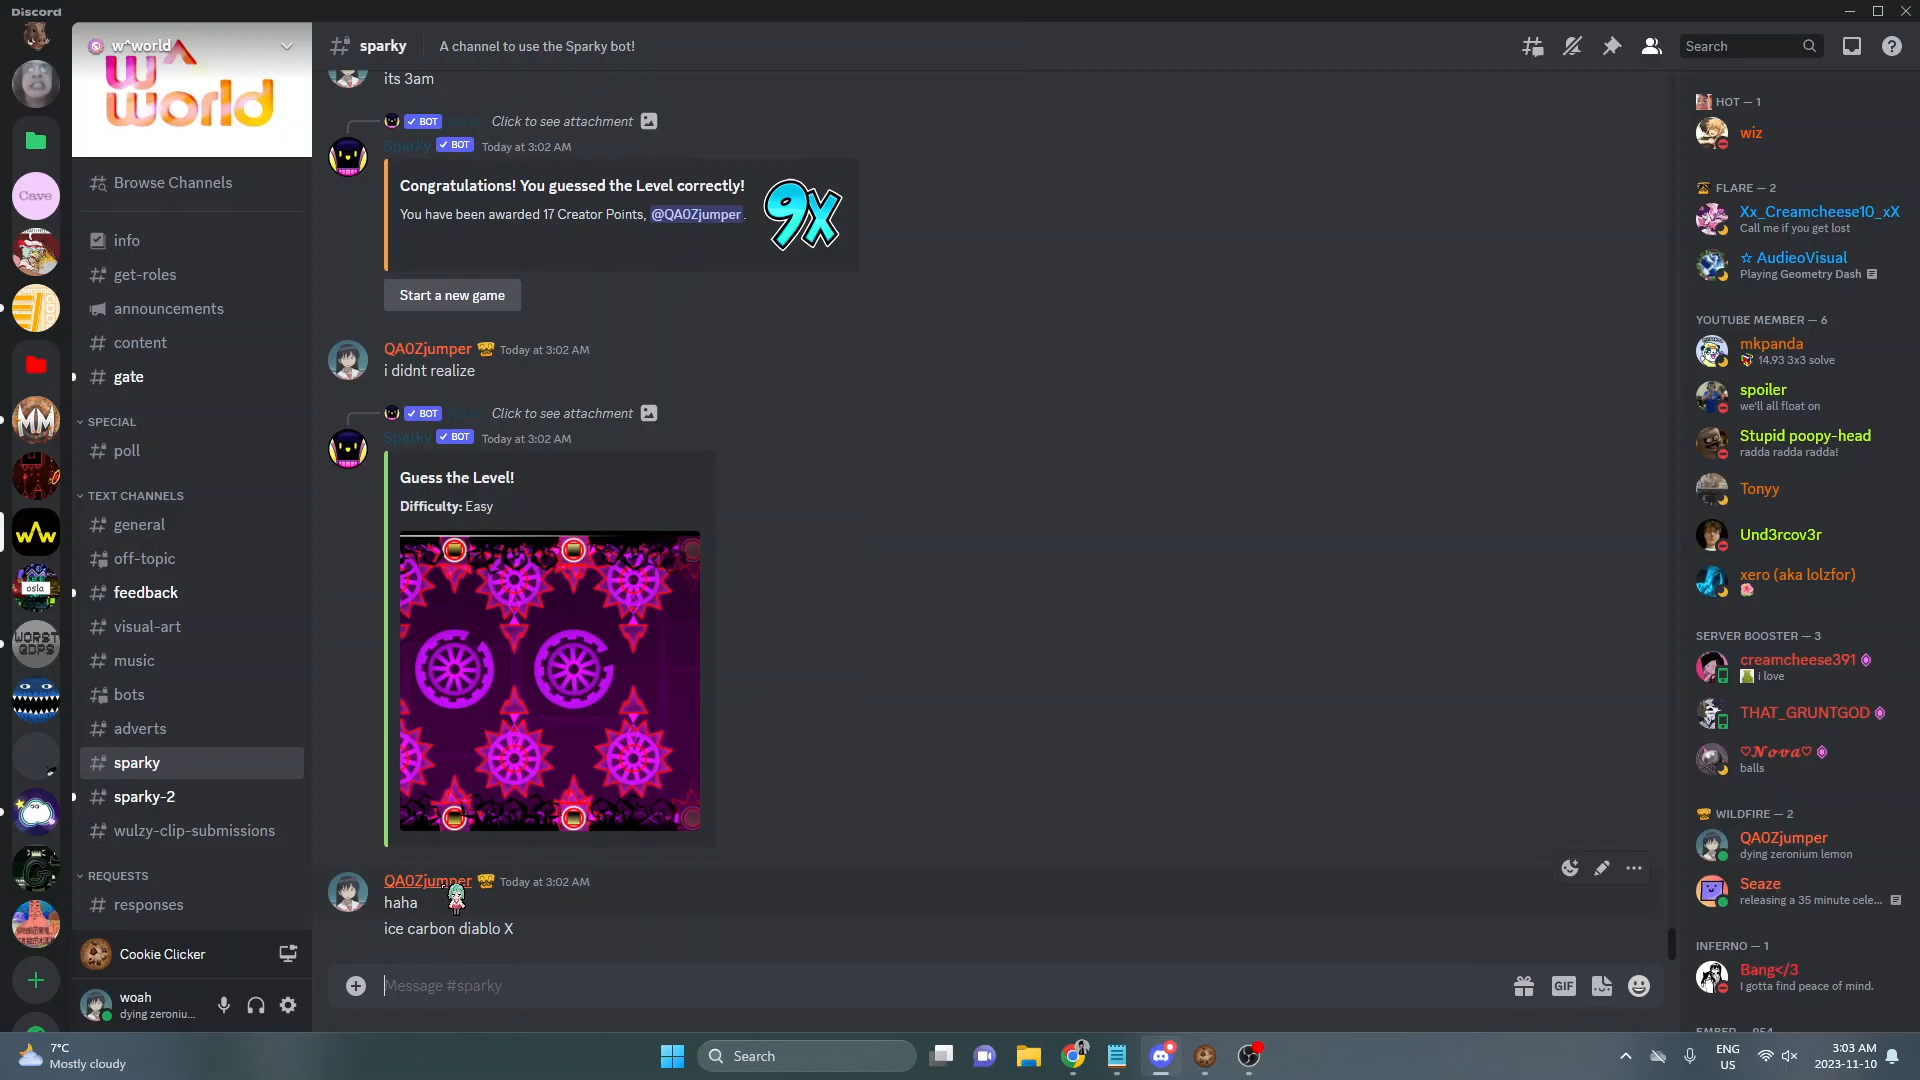 Discord
w^world
w^
world
Browse Channels
info
get-roles
announcements
content
gate
SPECIAL
poll
TEXT CHANNELS
general
off-topic
feedback
visual-art
music
bots
adverts
sparky
sparky-2
wulzy-clip-submissions
REQUESTS
responses
Cookie Clicker
woah
dying zeroniu...
Cave
MM
osla
WORST
GDPS
sparky
A channel to use the Sparky bot!
Search
its 3am
BOT
Click to see attachment
Sparky
BOT
Today at 3:02 AM
Congratulations! You guessed the Level correctly!
You have been awarded 17 Creator Points, @QA0Zjumper.
9X
Start a new game
QA0Zjumper
Today at 3:02 AM
i didnt realize
BOT
Click to see attachment
Sparky
BOT
Today at 3:02 AM
Guess the Level!
Difficulty: Easy
QA0Zjumper
Today at 3:02 AM
haha
ice carbon diablo X
Message #sparky
GIF
HOT — 1
wiz
FLARE — 2
Xx_Creamcheese10_xX
Call me if you get lost
☆ AudieoVisual
Playing Geometry Dash
YOUTUBE MEMBER — 6
mkpanda
14.93 3x3 solve
spoiler
we'll all float on
Stupid poopy-head
radda radda radda!
Tonyy
Und3rcov3r
xero (aka lolzfor)
SERVER BOOSTER — 3
creamcheese391
i love
THAT_GRUNTGOD
♡𝓝𝓸𝓿𝓪♡
balls
WILDFIRE — 2
QA0Zjumper
dying zeronium lemon
Seaze
releasing a 35 minute cele...
INFERNO — 1
Bang</3
I gotta find peace of mind.
7°C
Mostly cloudy
Search
ENG
US
3:03 AM
2023-11-10